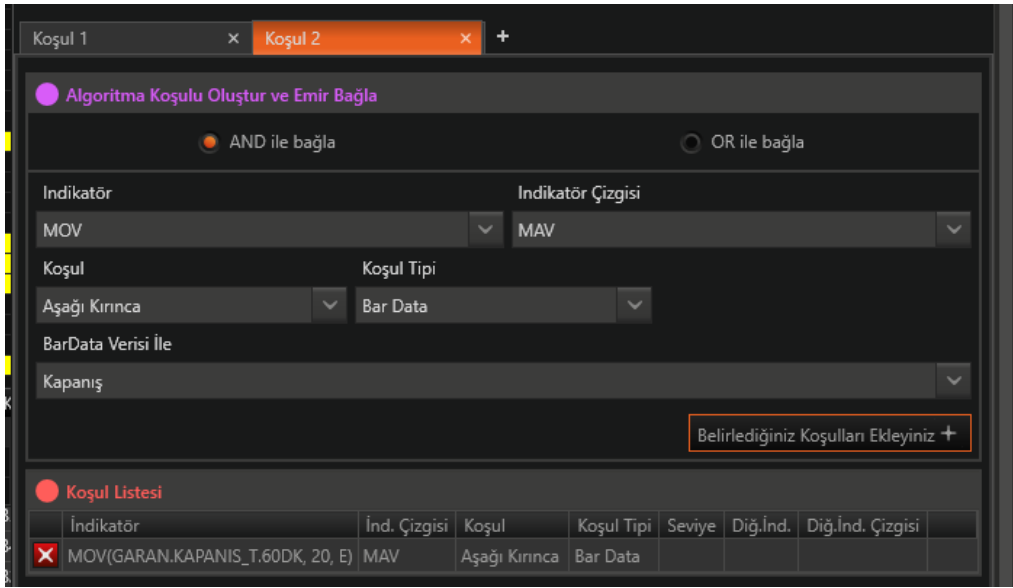 Koşul 1 × Koşul 2 × +
Algoritma Koşulu Oluştur ve Emir Bağla
AND ile bağla OR ile bağla
Indikatör Indikatör Çizgisi
MOV MAV
Koşul Koşul Tipi
Aşağı Kırınca Bar Data
BarData Verisi İle
Kapanış
Belirlediğiniz Koşulları Ekleyiniz +
Koşul Listesi
İndikatör İnd. Çizgisi Koşul Koşul Tipi Seviye Diğ.İnd. Diğ.İnd. Çizgisi
MOV(GARAN.KAPANIS_T.60DK, 20, E) MAV Aşağı Kırınca Bar Data